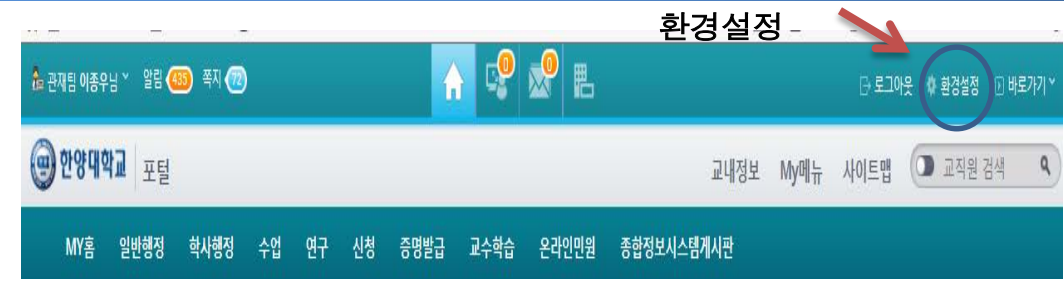 환경설정
관재팀 이종우님 알림 435 쪽지 72 0 0 로그아웃 환경설정 바로가기
한양대학교 포털 교내정보 My메뉴 사이트맵 교직원 검색
MY홈 일반행정 학사행정 수업 연구 신청 증명발급 교수학습 온라인민원 종합정보시스템게시판